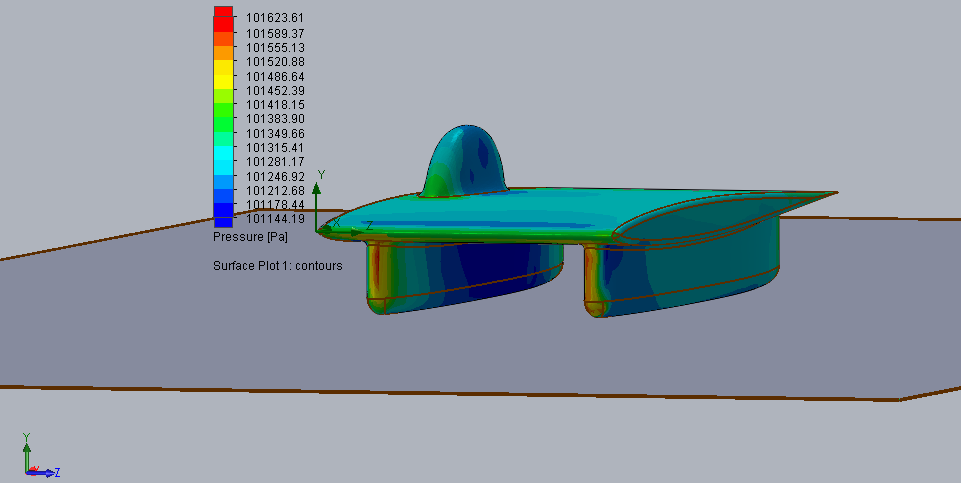 101623.61
101589.37
101555.13
101520.88
101486.64
101452.39
101418.15
101383.90
101349.66
101315.41
101281.17
101246.92
101212.68
101178.44
101144.19
Pressure [Pa]
Surface Plot 1: contours
Y
X
Z
Y
Z